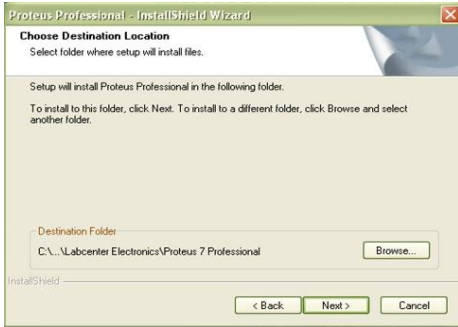 Proteus Professional - InstallShield Wizard
Choose Destination Location
Select folder where setup will install files.
Setup will install Proteus Professional in the following folder.
To install to this folder, click Next. To install to a different folder, click Browse and select
another folder.
Destination Folder
C:\...\Labcenter Electronics\Proteus 7 Professional
Browse...
InstallShield
< Back
Next >
Cancel